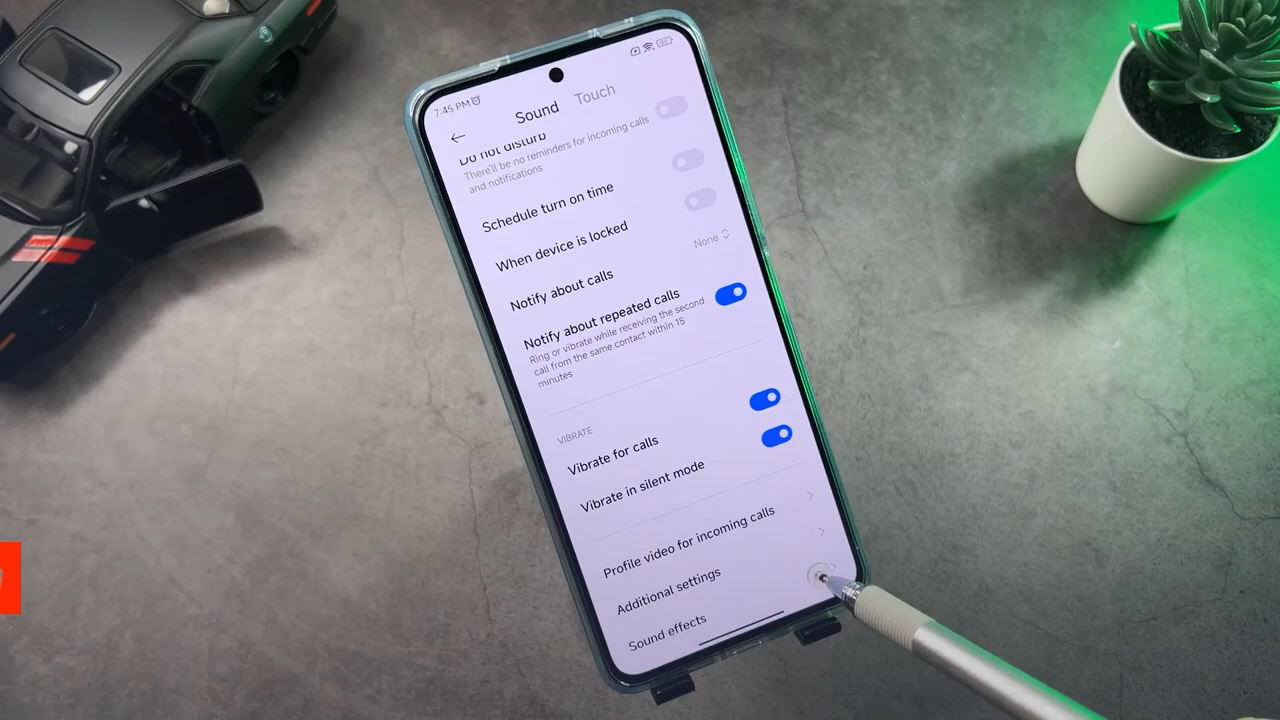 7:45 PM
Sound
Touch
Do not disturb
There'll be no reminders for incoming calls
and notifications
Schedule turn on time
When device is locked
Notify about calls
None
Notify about repeated calls
Ring or vibrate while receiving the second
call from the same contact within 15
minutes
VIBRATE
Vibrate for calls
Vibrate in silent mode
Profile video for incoming calls
Additional settings
Sound effects